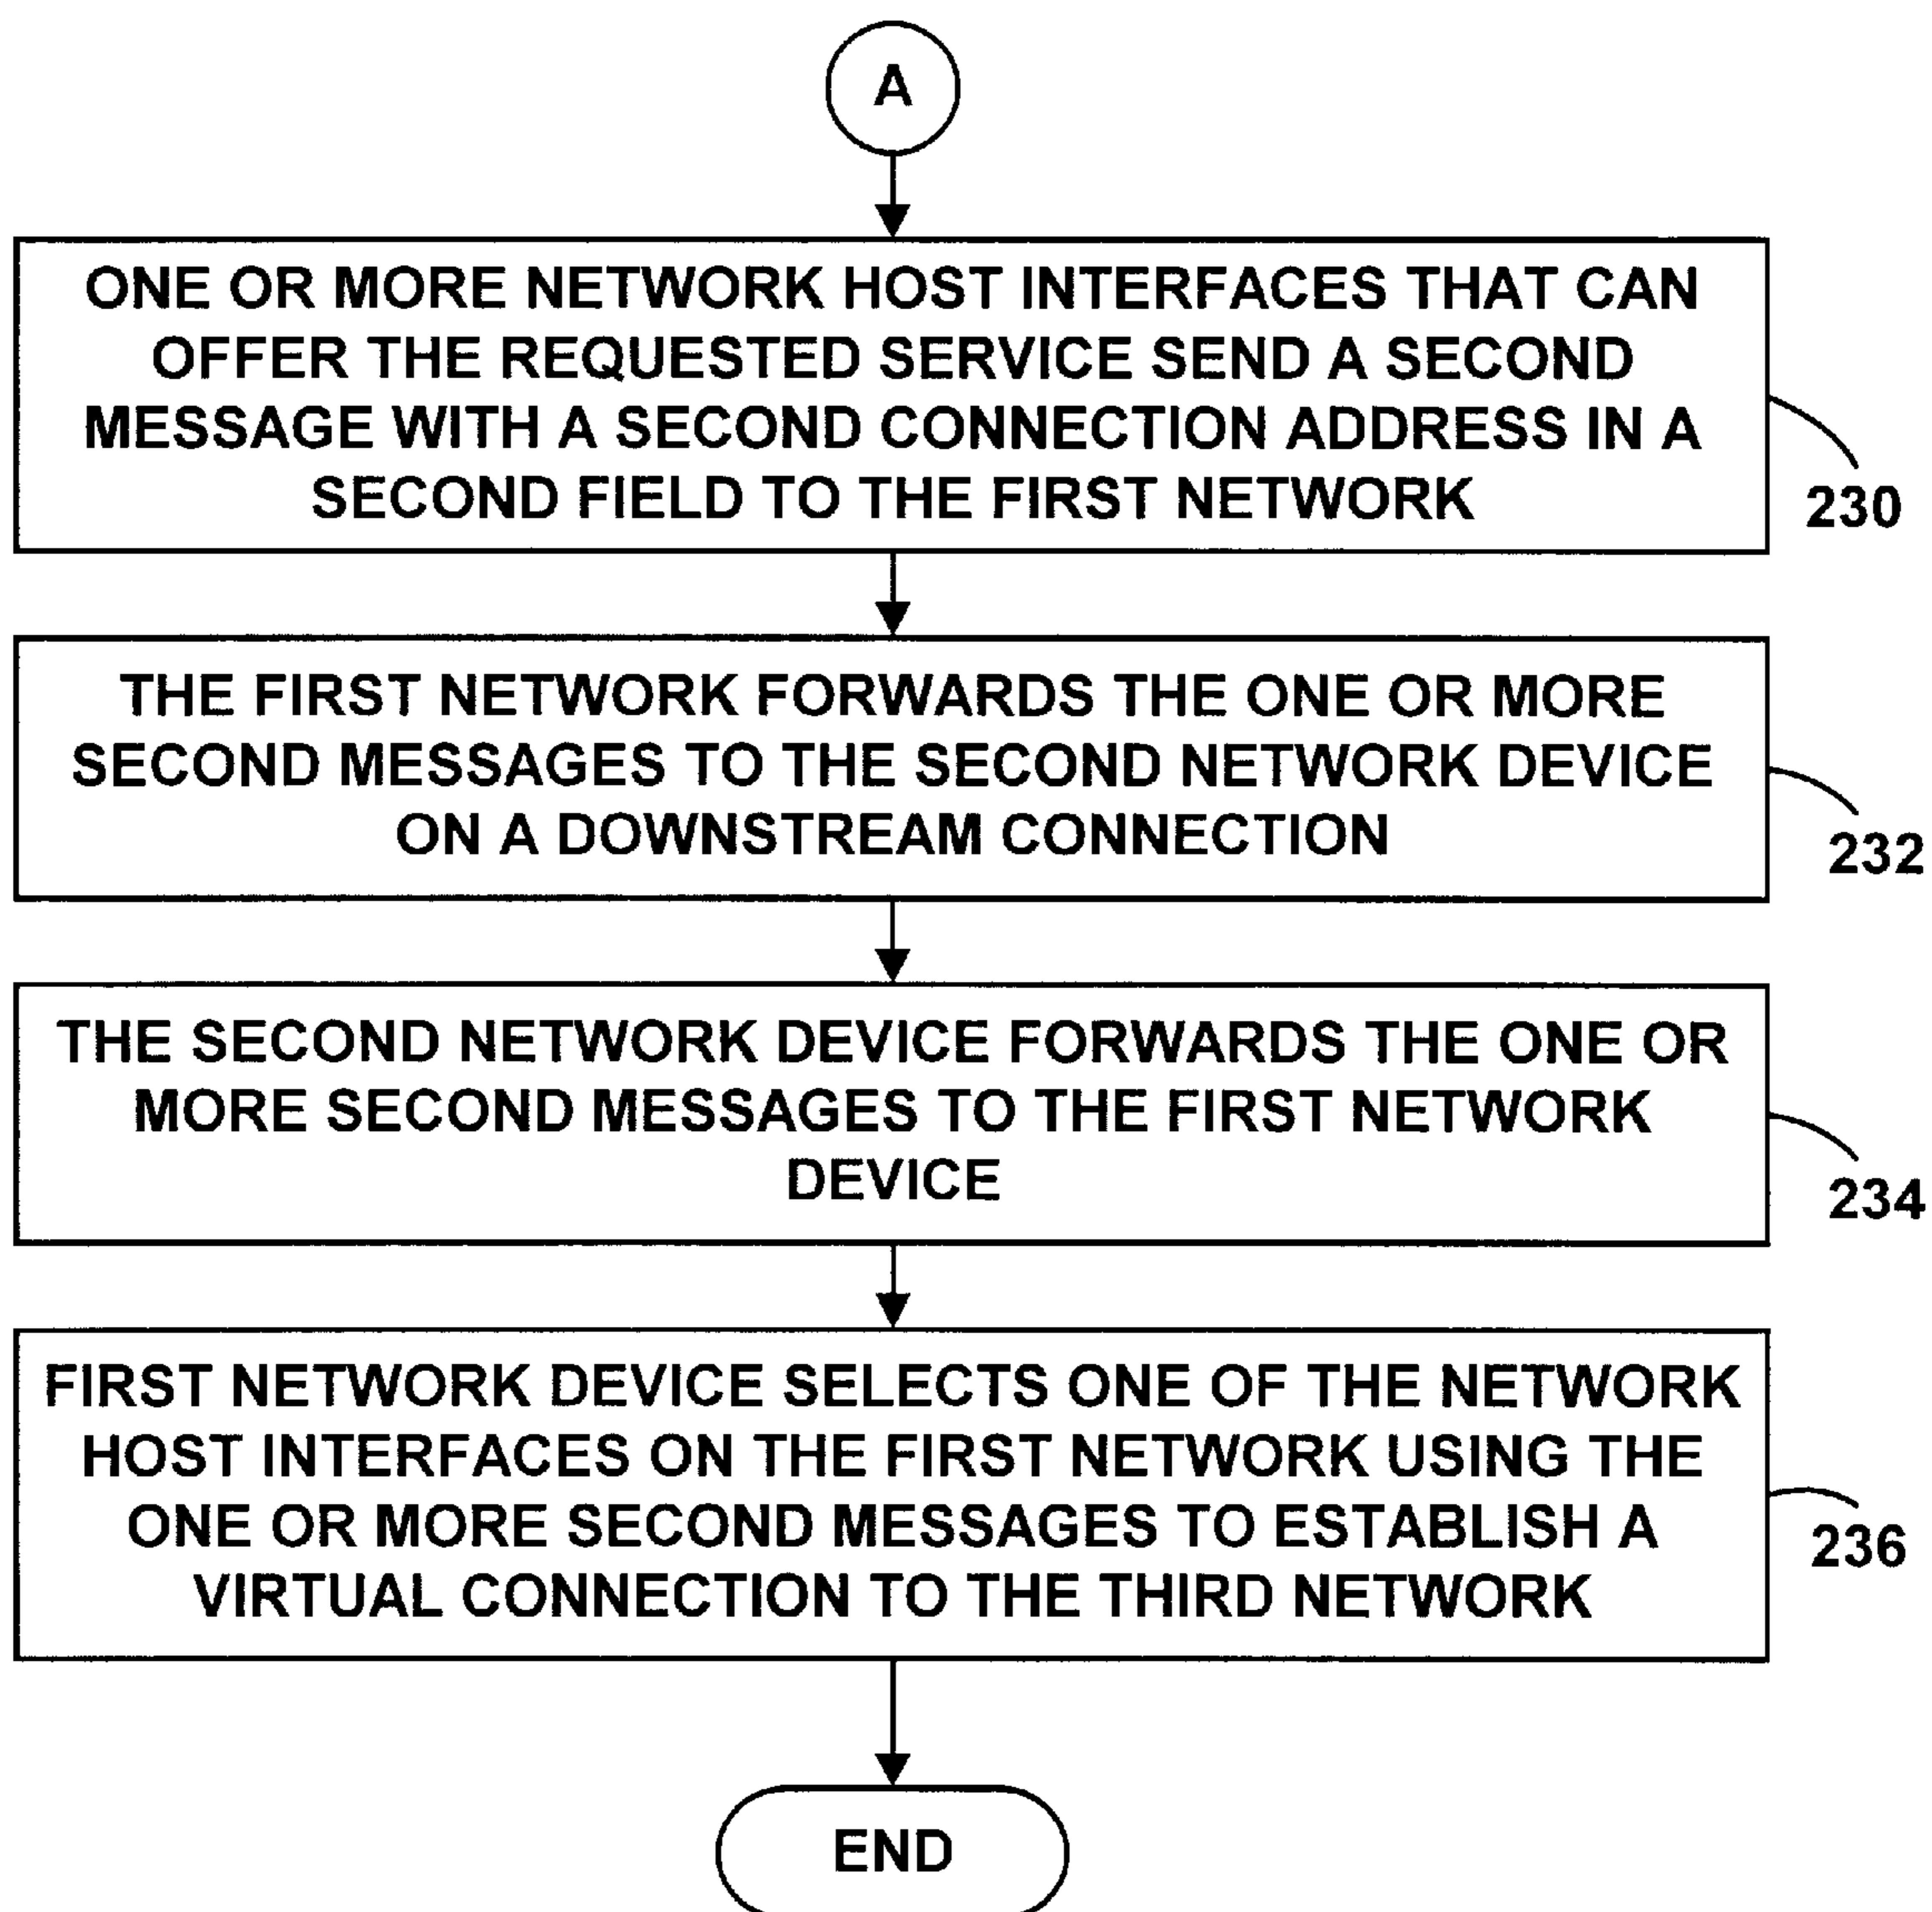 A
ONE OR MORE NETWORK HOST INTERFACES THAT CAN
OFFER THE REQUESTED SERVICE SEND A SECOND
MESSAGE WITH A SECOND CONNECTION ADDRESS IN A
SECOND FIELD TO THE FIRST NETWORK
230
THE FIRST NETWORK FORWARDS THE ONE OR MORE
SECOND MESSAGES TO THE SECOND NETWORK DEVICE
ON A DOWNSTREAM CONNECTION
232
THE SECOND NETWORK DEVICE FORWARDS THE ONE OR
MORE SECOND MESSAGES TO THE FIRST NETWORK
DEVICE
234
FIRST NETWORK DEVICE SELECTS ONE OF THE NETWORK
HOST INTERFACES ON THE FIRST NETWORK USING THE
ONE OR MORE SECOND MESSAGES TO ESTABLISH A
VIRTUAL CONNECTION TO THE THIRD NETWORK
236
END